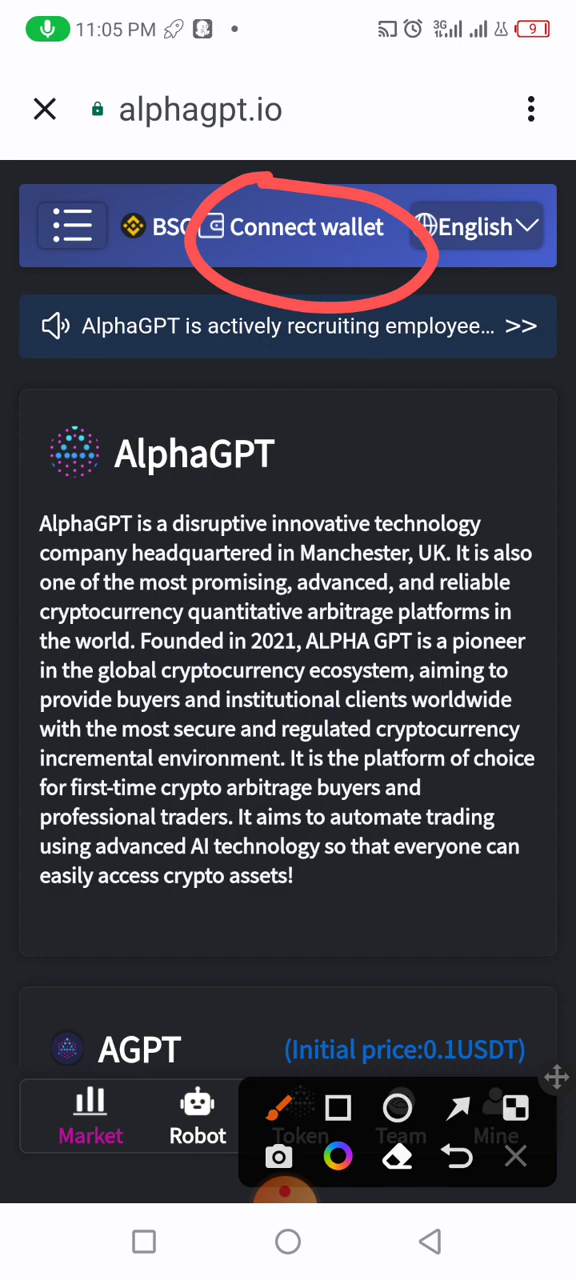 11:05 PM
3G
9
alphagpt.io
BSC Connect wallet English
AlphaGPT is actively recruiting employee... >>
AlphaGPT
AlphaGPT is a disruptive innovative technology
company headquartered in Manchester, UK. It is also
one of the most promising, advanced, and reliable
cryptocurrency quantitative arbitrage platforms in
the world. Founded in 2021, ALPHA GPT is a pioneer
in the global cryptocurrency ecosystem, aiming to
provide buyers and institutional clients worldwide
with the most secure and regulated cryptocurrency
incremental environment. It is the platform of choice
for first-time crypto arbitrage buyers and
professional traders. It aims to automate trading
using advanced AI technology so that everyone can
easily access crypto assets!
AGPT (Initial price:0.1USDT)
Market Robot Token Team Mine